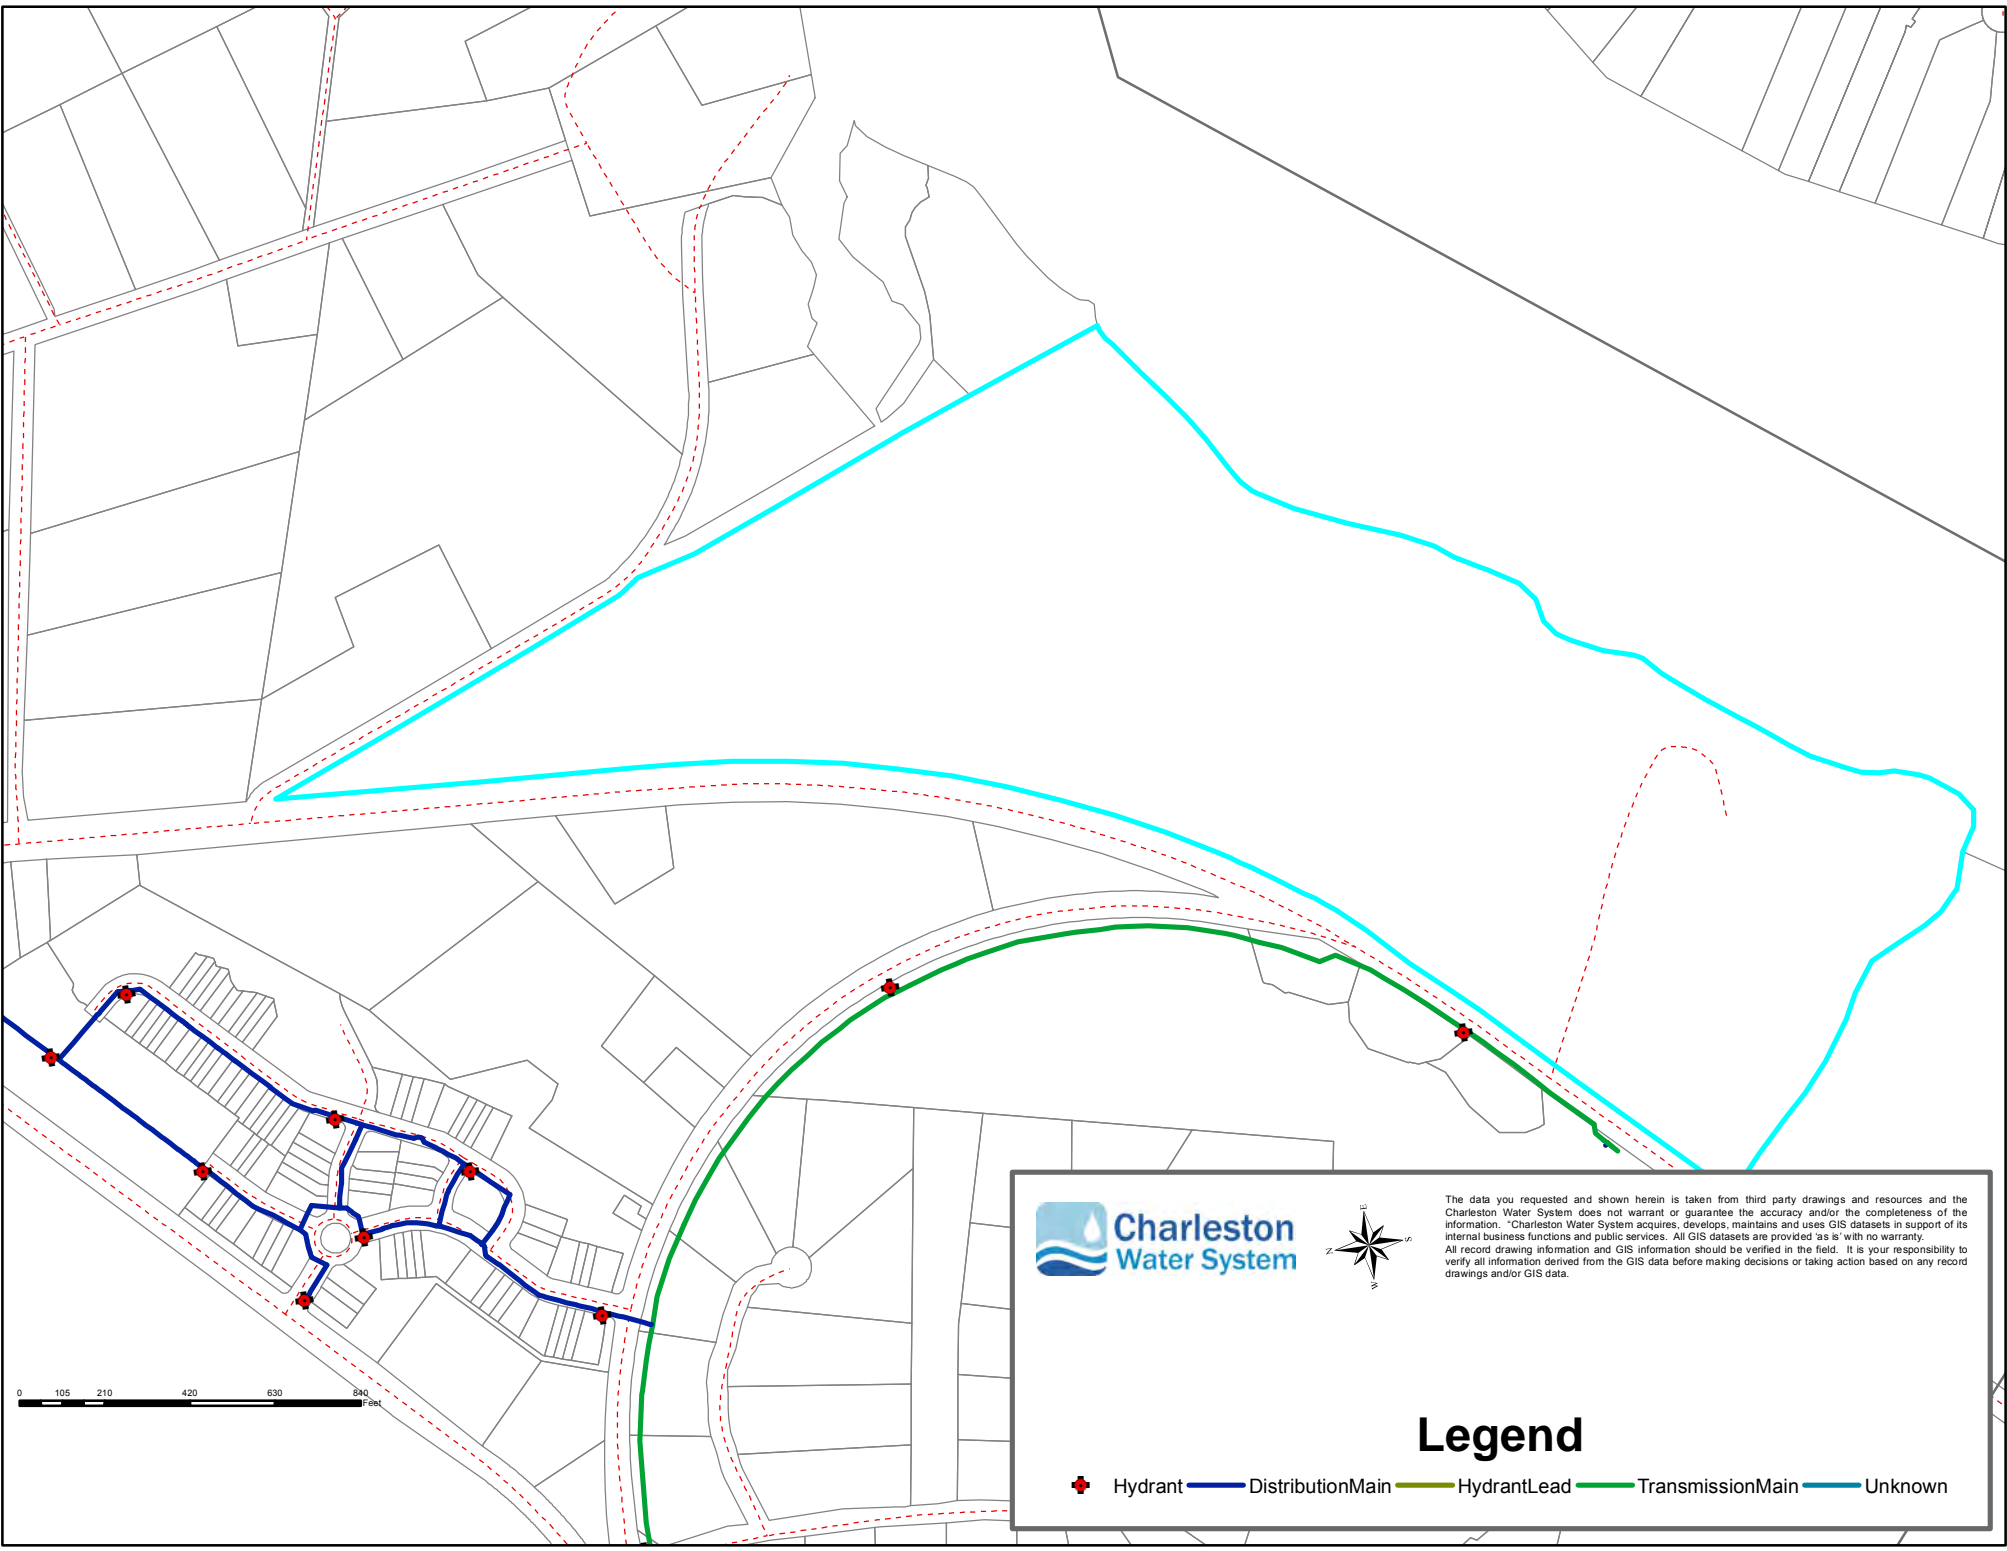 Charleston
Water System
E
N
S
W
The data you requested and shown herein is taken from third party drawings and resources and the
Charleston Water System does not warrant or guarantee the accuracy and/or the completeness of the
information. "Charleston Water System acquires, develops, maintains and uses GIS datasets in support of its
internal business functions and public services. All GIS datasets are provided 'as is' with no warranty.
All record drawing information and GIS information should be verified in the field. It is your responsibility to
verify all information derived from the GIS data before making decisions or taking action based on any record
drawings and/or GIS data.
0 105 210 420 630 840
Feet
Legend
Hydrant DistributionMain HydrantLead TransmissionMain Unknown